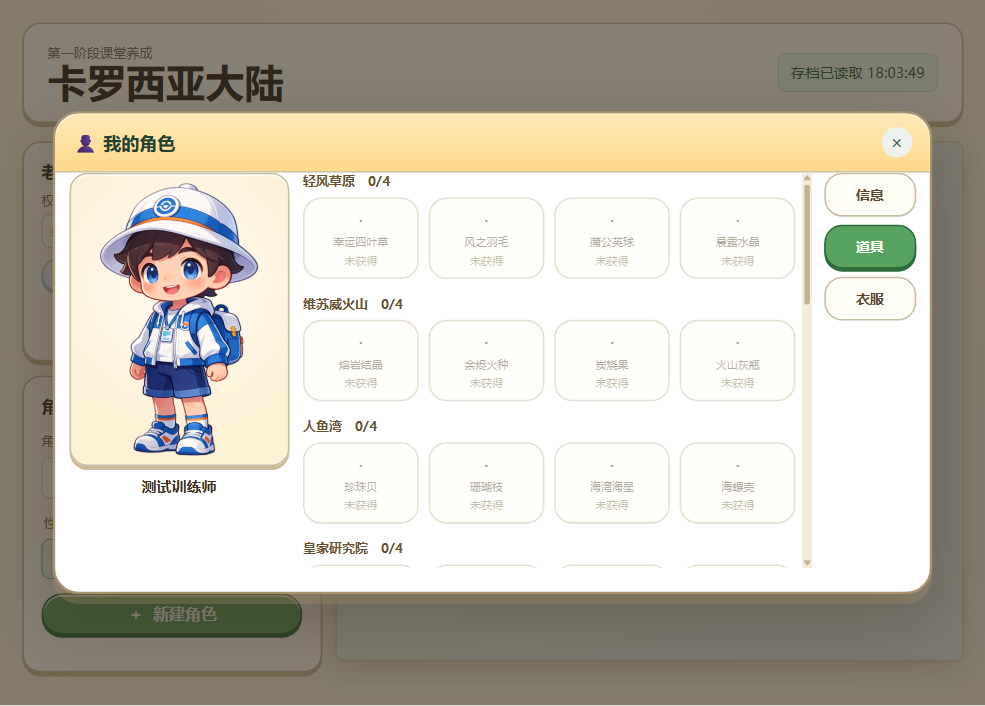 第一阶段课堂养成
卡罗西亚大陆
存档已读取 18:03:49
我的角色
×
轻风草原 0/4
幸运四叶草
未获得
风之羽毛
未获得
蒲公英球
未获得
晨露水晶
未获得
维苏威火山 0/4
熔岩结晶
未获得
余烬火种
未获得
炭烧果
未获得
火山灰瓶
未获得
人鱼湾 0/4
珍珠贝
未获得
珊瑚枝
未获得
海湾海星
未获得
海螺壳
未获得
皇家研究院 0/4
信息
道具
衣服
测试训练师
+ 新建角色